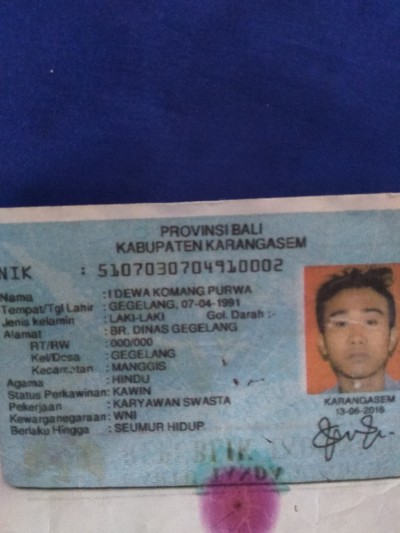 PROVINSI BALI
KABUPATEN KARANGASEM
NIK : 5107030704910002
Nama : I DEWA KOMANG PURWA
Tempat/Tgl Lahir : GEGELANG, 07-04-1991
Jenis kelamin : LAKI-LAKI Gol. Darah :-
Alamat : BR. DINAS GEGELANG
RT/RW : 000/000
Kel/Desa : GEGELANG
Kecamatan : MANGGIS
Agama : HINDU
Status Perkawinan: KAWIN
Pekerjaan : KARYAWAN SWASTA
Kewarganegaraan: WNI
Berlaku Hingga : SEUMUR HIDUP
KARANGASEM
13-06-2016